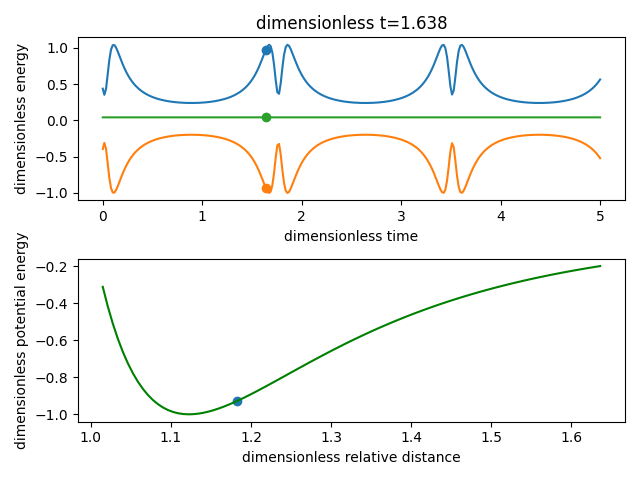 dimensionless t=1.638
dimensionless energy
1.0
0.5
0.0
−0.5
−1.0
0 1 2 3 4 5
dimensionless time
dimensionless potential energy
−0.2
−0.4
−0.6
−0.8
−1.0
1.0 1.1 1.2 1.3 1.4 1.5 1.6
dimensionless relative distance